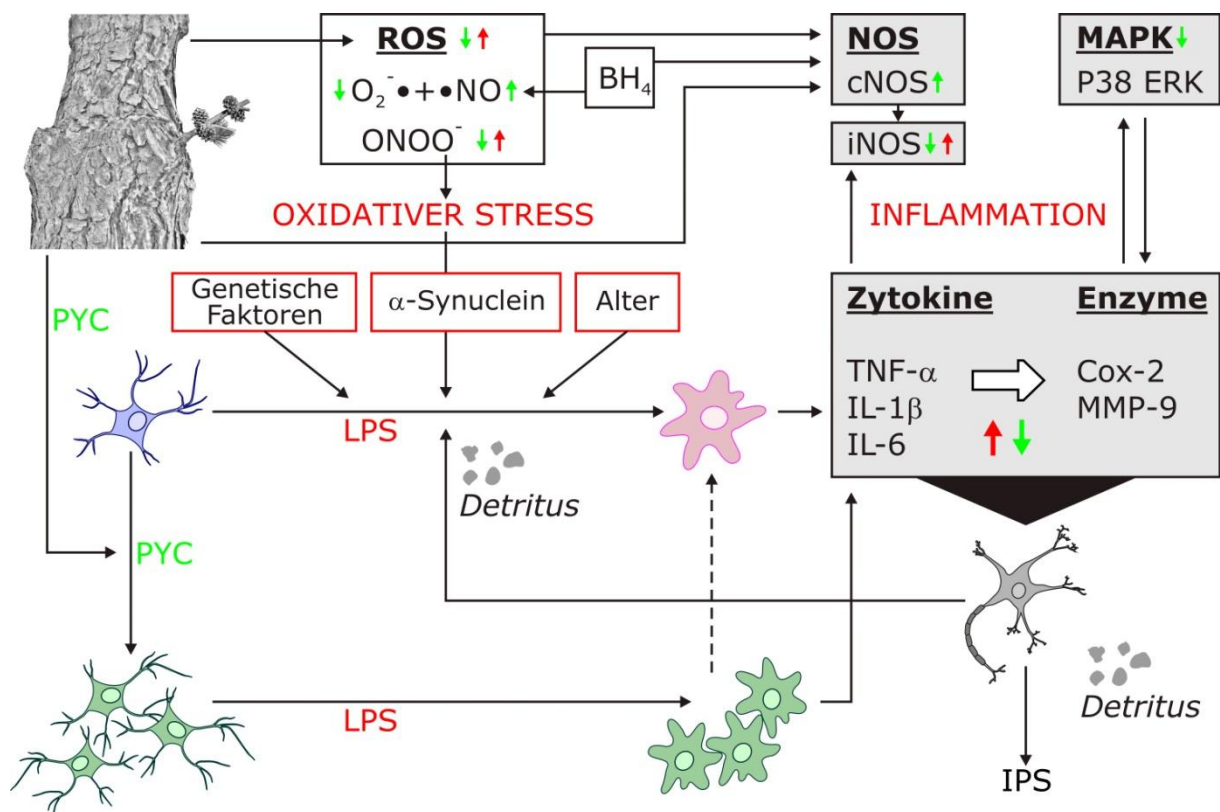 ROS
O₂⁻• + •NO
ONOO⁻
BH₄
NOS
cNOS
iNOS
MAPK
P38 ERK
OXIDATIVER STRESS
INFLAMMATION
PYC
Genetische
Faktoren
α-Synuclein
Alter
LPS
Detritus
Zytokine
TNF-α
IL-1β
IL-6
Enzyme
Cox-2
MMP-9
PYC
LPS
Detritus
IPS